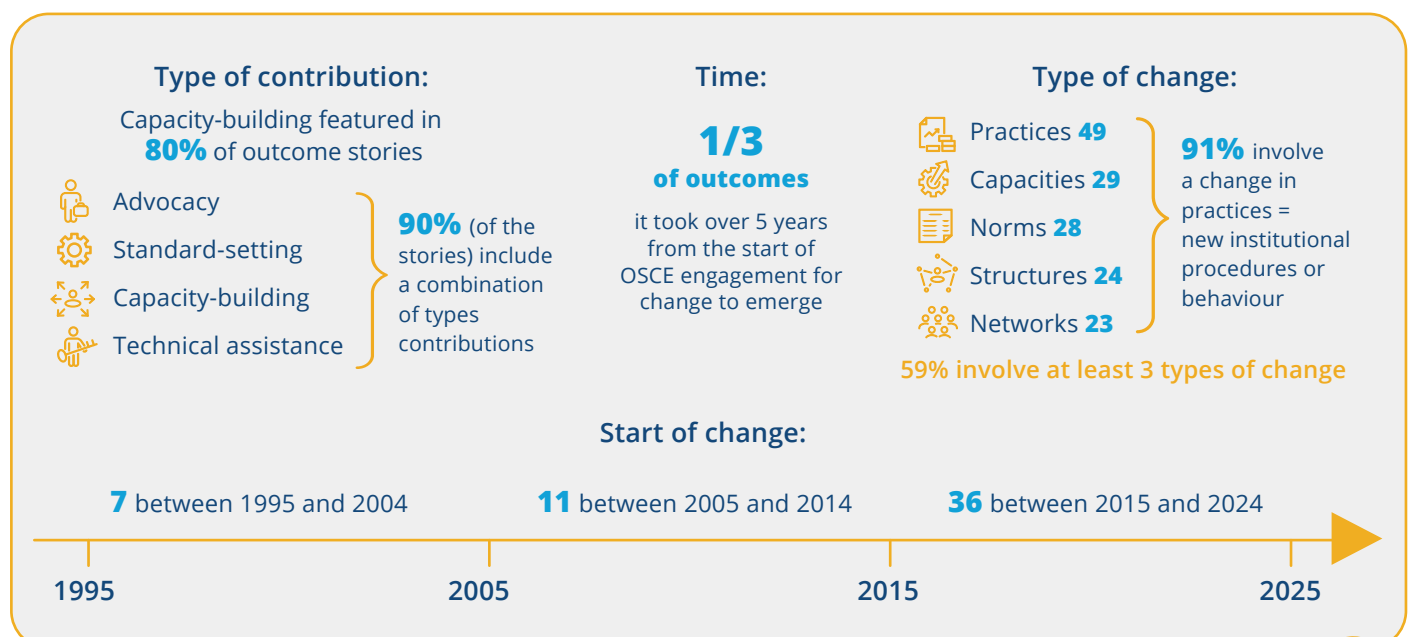 Type of contribution:
Capacity-building featured in
80% of outcome stories
Advocacy
Standard-setting
Capacity-building
Technical assistance
90% (of the
stories) include
a combination
of types
contributions
Time:
1/3
of outcomes
it took over 5 years
from the start of
OSCE engagement for
change to emerge
Type of change:
Practices 49
Capacities 29
Norms 28
Structures 24
Networks 23
91% involve
a change in
practices =
new institutional
procedures or
behaviour
59% involve at least 3 types of change
Start of change:
7 between 1995 and 2004
11 between 2005 and 2014
36 between 2015 and 2024
1995
2005
2015
2025